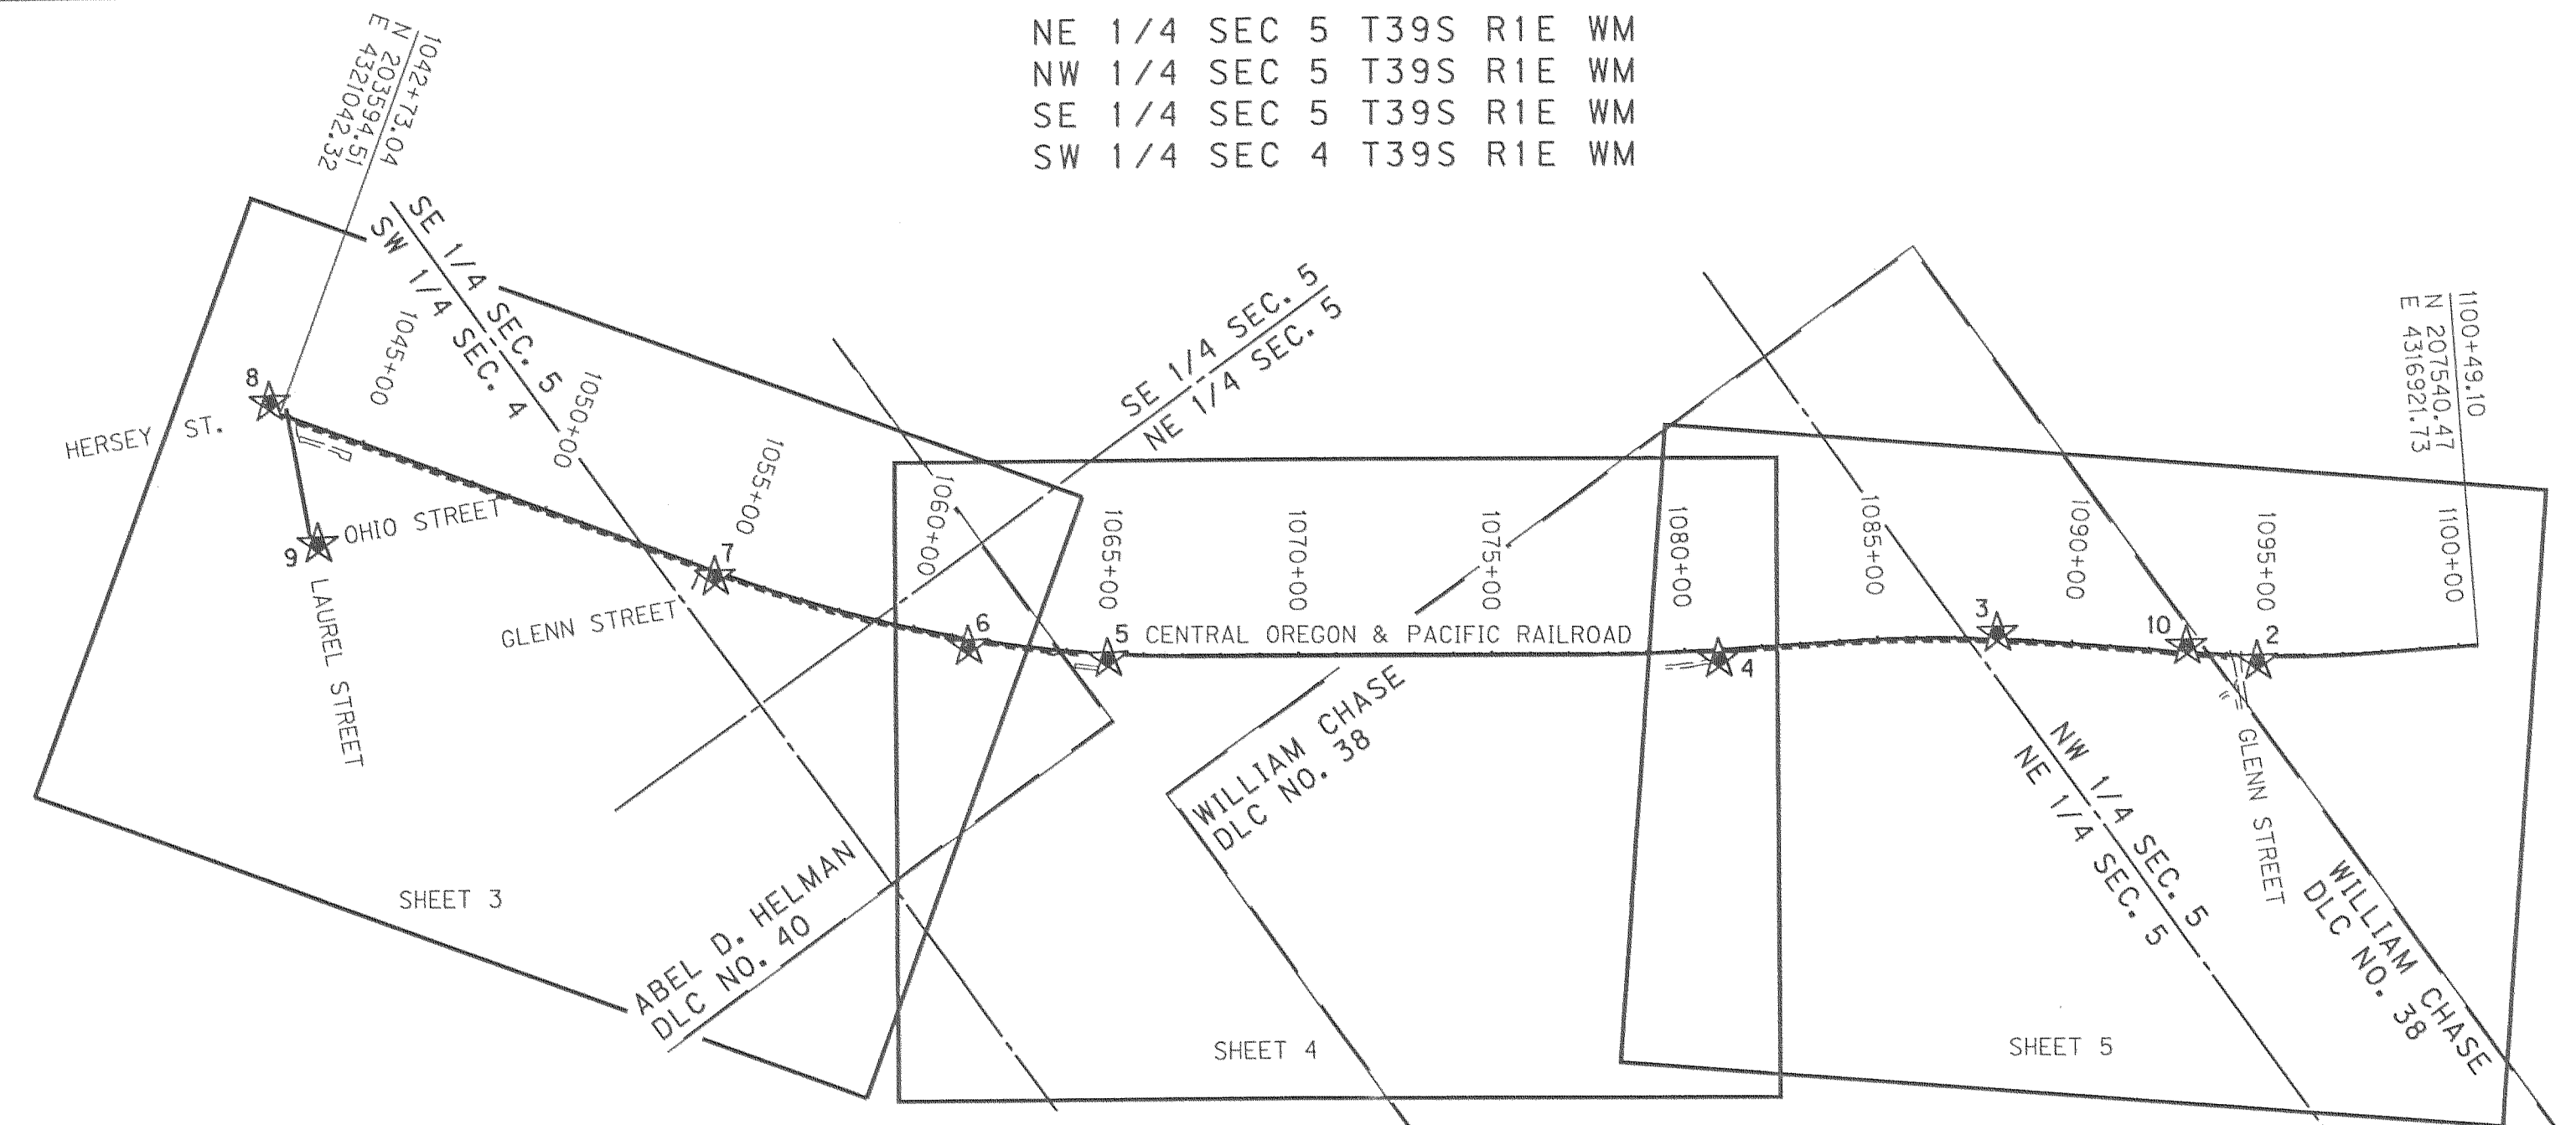 NE 1/4 SEC 5 T39S R1E WM
NW 1/4 SEC 5 T39S R1E WM
SE 1/4 SEC 5 T39S R1E WM
SW 1/4 SEC 4 T39S R1E WM
1042+73.04
N 203594.51
E 4321042.32
SE 1/4 SEC. 5
SW 1/4 SEC. 4
SE 1/4 SEC. 5
NE 1/4 SEC. 5
1100+49.10
N 207540.47
E 4316921.73
1045+00
1050+00
1055+00
1060+00
1065+00
1070+00
1075+00
1080+00
1085+00
1090+00
1095+00
1100+00
8
HERSEY ST.
9
OHIO STREET
LAUREL STREET
7
GLENN STREET
6
5
CENTRAL OREGON & PACIFIC RAILROAD
4
3
10
2
WILLIAM CHASE
DLC NO. 38
NW 1/4 SEC. 5
NE 1/4 SEC. 5
GLENN STREET
WILLIAM CHASE
DLC NO. 38
ABEL D. HELMAN
DLC NO. 40
SHEET 3
SHEET 4
SHEET 5